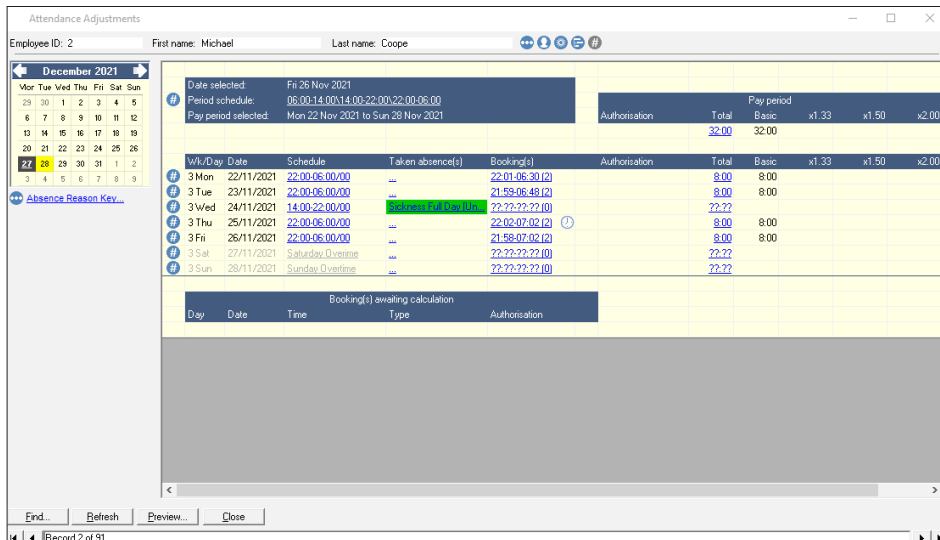 Attendance Adjustments
Employee ID: 2 First name: Michael Last name: Coope
December 2021
Mor Tue Wed Thu Fri Sat Sun
29 30 1 2 3 4 5
6 7 8 9 10 11 12
13 14 15 16 17 18 19
20 21 22 23 24 25 26
27 28 29 30 31 1 2
3 4 5 6 7 8 9
Absence Reason Key...
Date selected: Fri 26 Nov 2021
Period schedule: 06:00-14:00\14:00-22:00\22:00-06:00
Pay period selected: Mon 22 Nov 2021 to Sun 28 Nov 2021
Pay period
Authorisation Total Basic x1.33 x1.50 x2.00
32:00 32:00
Wk/Day Date Schedule Taken absence(s) Booking(s) Authorisation Total Basic x1.33 x1.50 x2.00
# 3 Mon 22/11/2021 22:00-06:00/00 ... 22:01-06:30 (2) 8:00 8:00
# 3 Tue 23/11/2021 22:00-06:00/00 ... 21:59-06:48 (2) 8:00 8:00
# 3 Wed 24/11/2021 14:00-22:00/00 Sickness Full Day (Un... ??:??-??:?? (0) ??:??
# 3 Thu 25/11/2021 22:00-06:00/00 ... 22:02-07:02 (2) 8:00 8:00
# 3 Fri 26/11/2021 22:00-06:00/00 ... 21:58-07:02 (2) 8:00 8:00
# 3 Sat 27/11/2021 Saturday Overime ... ??:??-??:?? (0) ??:??
# 3 Sun 28/11/2021 Sunday Overtime ... ??:??-??:?? (0) ??:??
Booking(s) awaiting calculation
Day Date Time Type Authorisation
Find... Refresh Preview... Close
Record 2 of 91